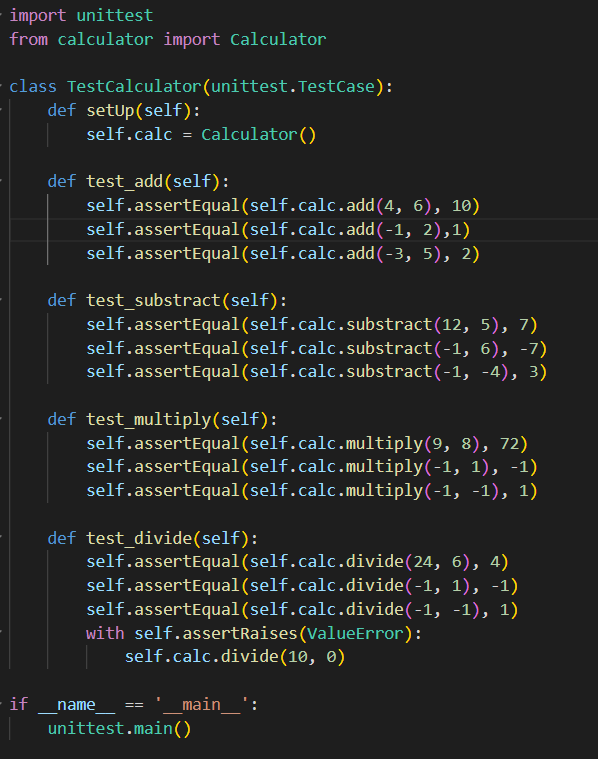 import unittest
from calculator import Calculator
class TestCalculator(unittest.TestCase):
    def setUp(self):
        self.calc = Calculator()
    def test_add(self):
        self.assertEqual(self.calc.add(4, 6), 10)
        self.assertEqual(self.calc.add(-1, 2),1)
        self.assertEqual(self.calc.add(-3, 5), 2)
    def test_substract(self):
        self.assertEqual(self.calc.substract(12, 5), 7)
        self.assertEqual(self.calc.substract(-1, 6), -7)
        self.assertEqual(self.calc.substract(-1, -4), 3)
    def test_multiply(self):
        self.assertEqual(self.calc.multiply(9, 8), 72)
        self.assertEqual(self.calc.multiply(-1, 1), -1)
        self.assertEqual(self.calc.multiply(-1, -1), 1)
    def test_divide(self):
        self.assertEqual(self.calc.divide(24, 6), 4)
        self.assertEqual(self.calc.divide(-1, 1), -1)
        self.assertEqual(self.calc.divide(-1, -1), 1)
        with self.assertRaises(ValueError):
            self.calc.divide(10, 0)
if __name__ == '__main__':
    unittest.main()